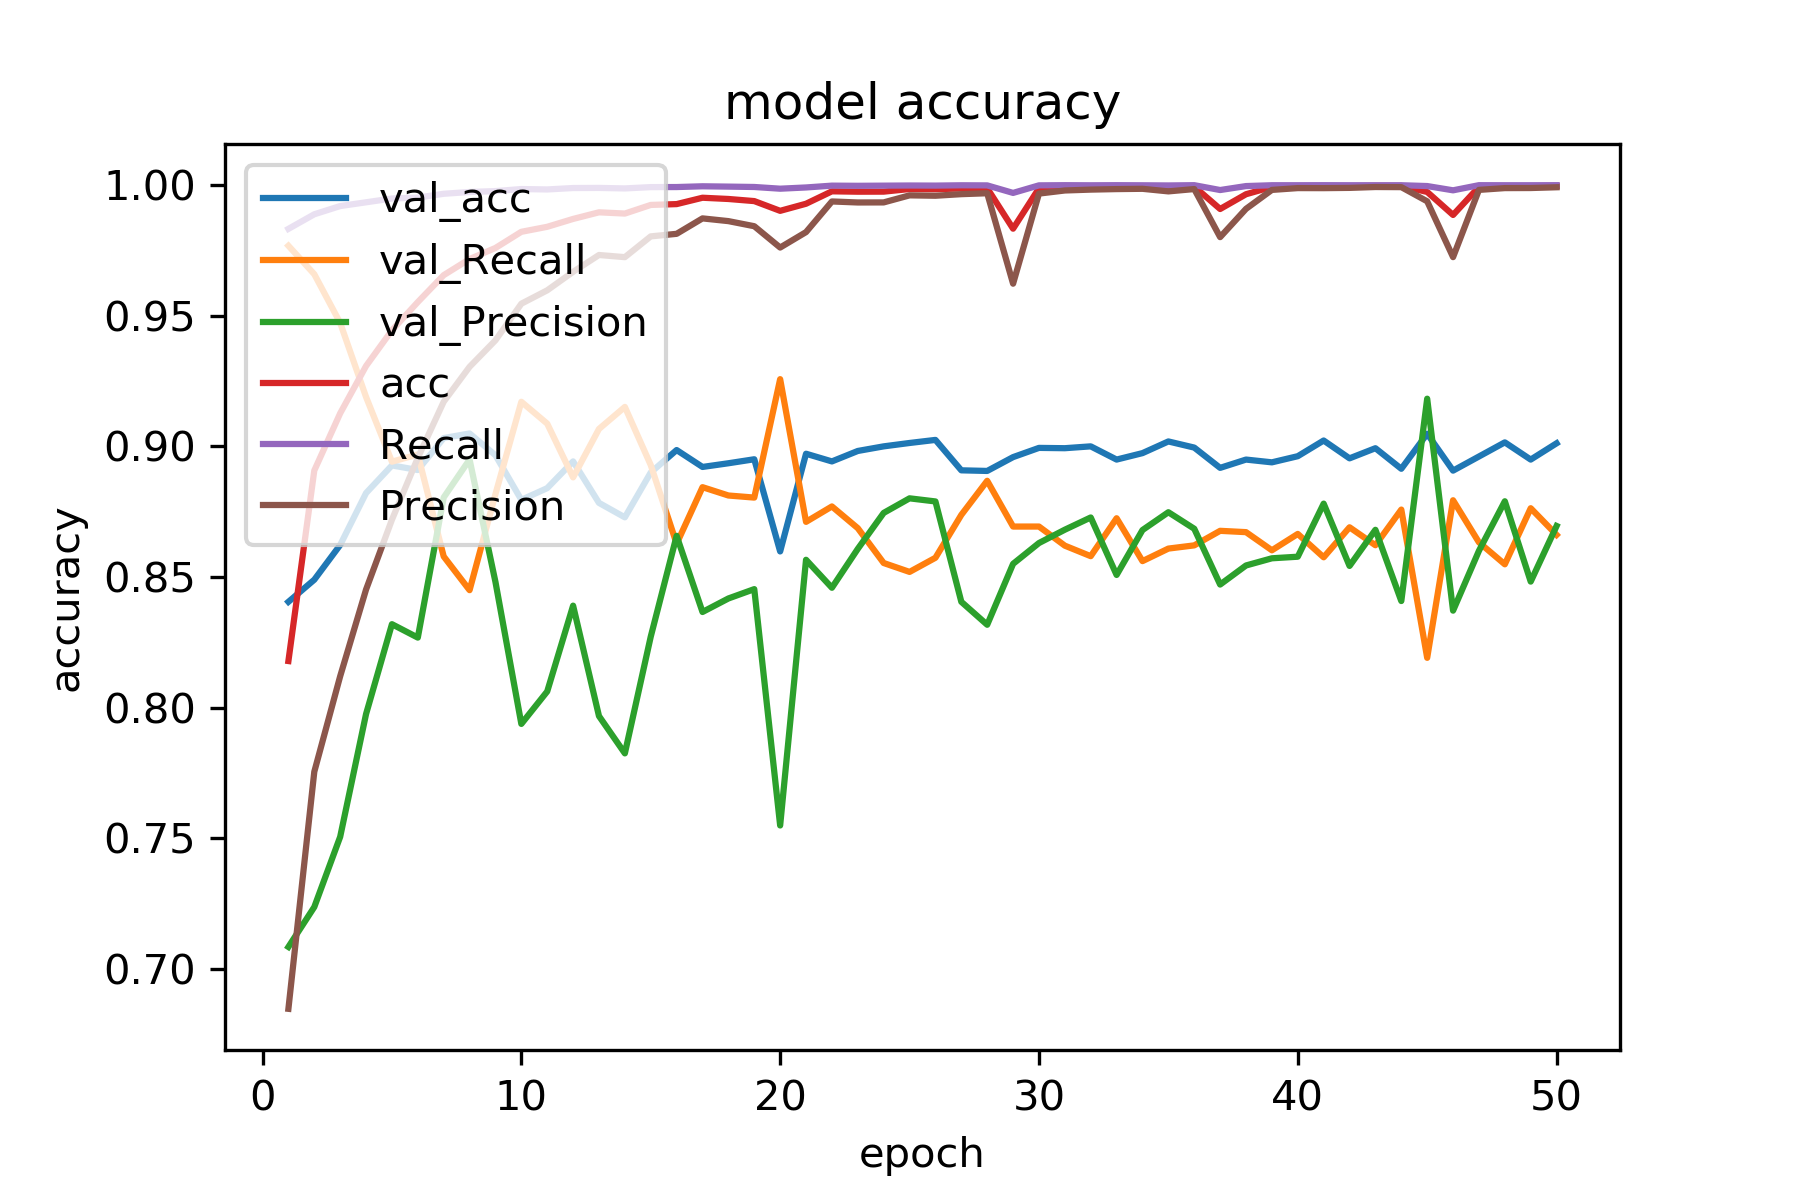 model accuracy
val_acc
val_Recall
val_Precision
acc
Recall
Precision
1.00
0.95
0.90
0.85
0.80
0.75
0.70
accuracy
0 10 20 30 40 50
epoch